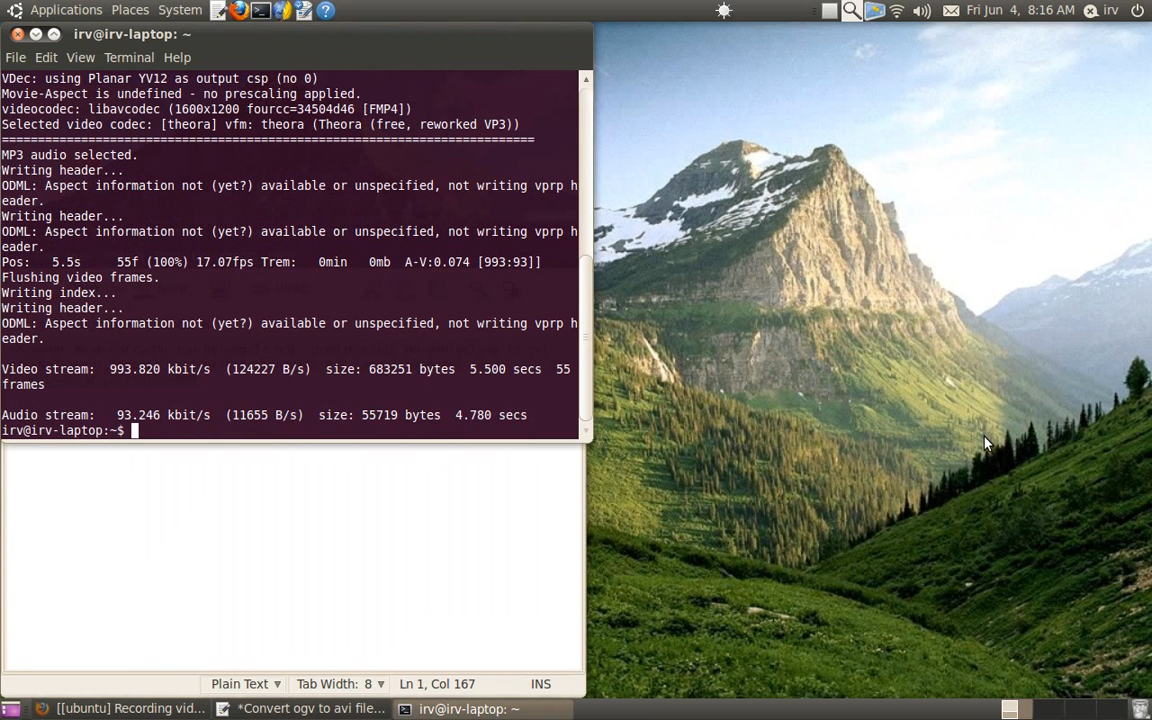 Applications Places System
Fri Jun 4, 8:16 AM irv
irv@irv-laptop: ~
File Edit View Terminal Help
VDec: using Planar YV12 as output csp (no 0)
Movie-Aspect is undefined - no prescaling applied.
videocodec: libavcodec (1600x1200 fourcc=34504d46 [FMP4])
Selected video codec: [theora] vfm: theora (Theora (free, reworked VP3))
==========================================================================
MP3 audio selected.
Writing header...
ODML: Aspect information not (yet?) available or unspecified, not writing vprp h
eader.
Writing header...
ODML: Aspect information not (yet?) available or unspecified, not writing vprp h
eader.
Pos:   5.5s     55f (100%) 17.07fps Trem:   0min   0mb  A-V:0.074 [993:93]]
Flushing video frames.
Writing index...
Writing header...
ODML: Aspect information not (yet?) available or unspecified, not writing vprp h
eader.
Video stream:  993.820 kbit/s  (124227 B/s)  size: 683251 bytes  5.500 secs  55
frames
Audio stream:   93.246 kbit/s  (11655 B/s)  size: 55719 bytes  4.780 secs
irv@irv-laptop:~$
Plain Text Tab Width: 8 Ln 1, Col 167 INS
[[ubuntu] Recording vid... *Convert ogv to avi file... irv@irv-laptop: ~